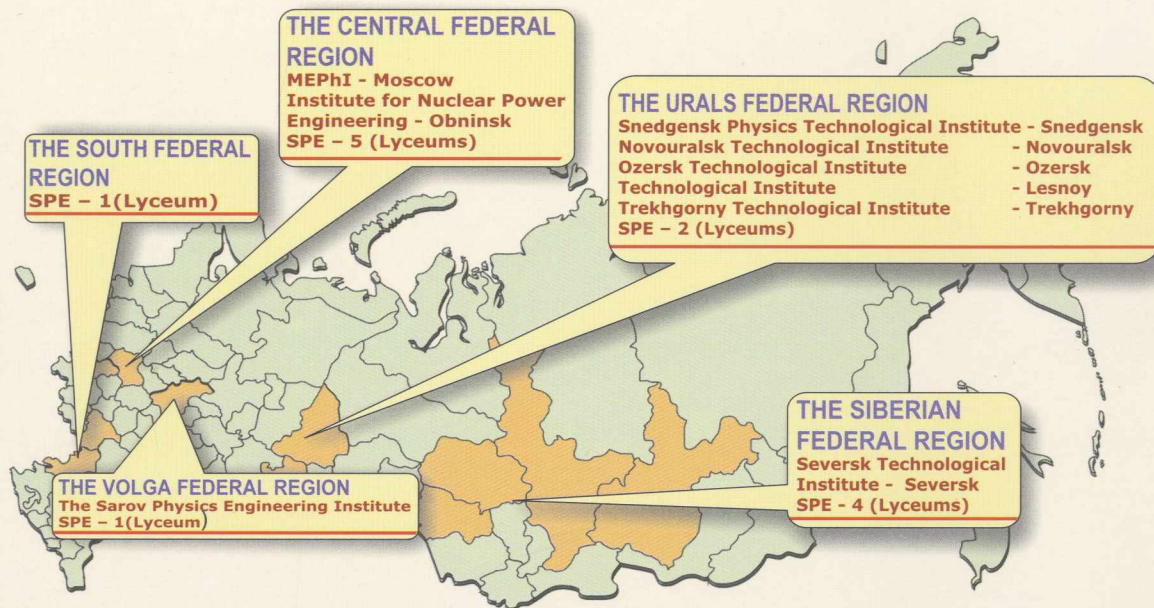 THE CENTRAL FEDERAL
REGION
MEPhI - Moscow
Institute for Nuclear Power
Engineering - Obninsk
SPE – 5 (Lyceums)
THE SOUTH FEDERAL
REGION
SPE – 1(Lyceum)
THE URALS FEDERAL REGION
Snedgensk Physics Technological Institute - Snedgensk
Novouralsk Technological Institute - Novouralsk
Ozersk Technological Institute - Ozersk
Technological Institute - Lesnoy
Trekhgorny Technological Institute - Trekhgorny
SPE – 2 (Lyceums)
THE VOLGA FEDERAL REGION
The Sarov Physics Engineering Institute
SPE – 1(Lyceum)
THE SIBERIAN
FEDERAL REGION
Seversk Technological
Institute - Seversk
SPE - 4 (Lyceums)